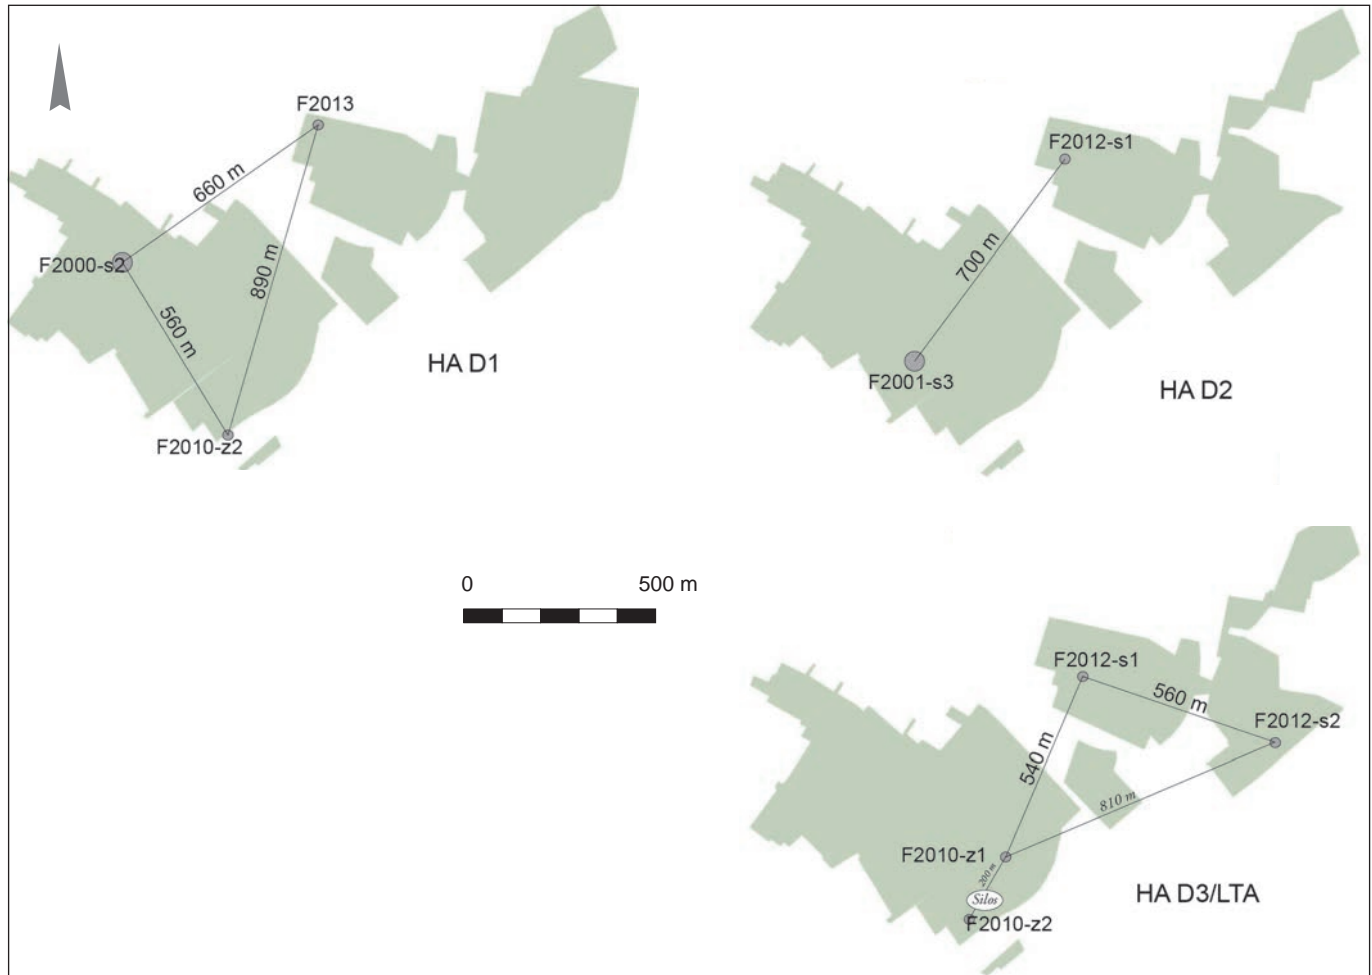 F2013
660 m
F2000-s2
890 m
560 m
F2010-z2
HA D1
F2012-s1
700 m
F2001-s3
HA D2
0 500 m
F2012-s1
560 m
F2012-s2
540 m
810 m
F2010-z1
200 m
Silos
F2010-z2
HA D3/LTA